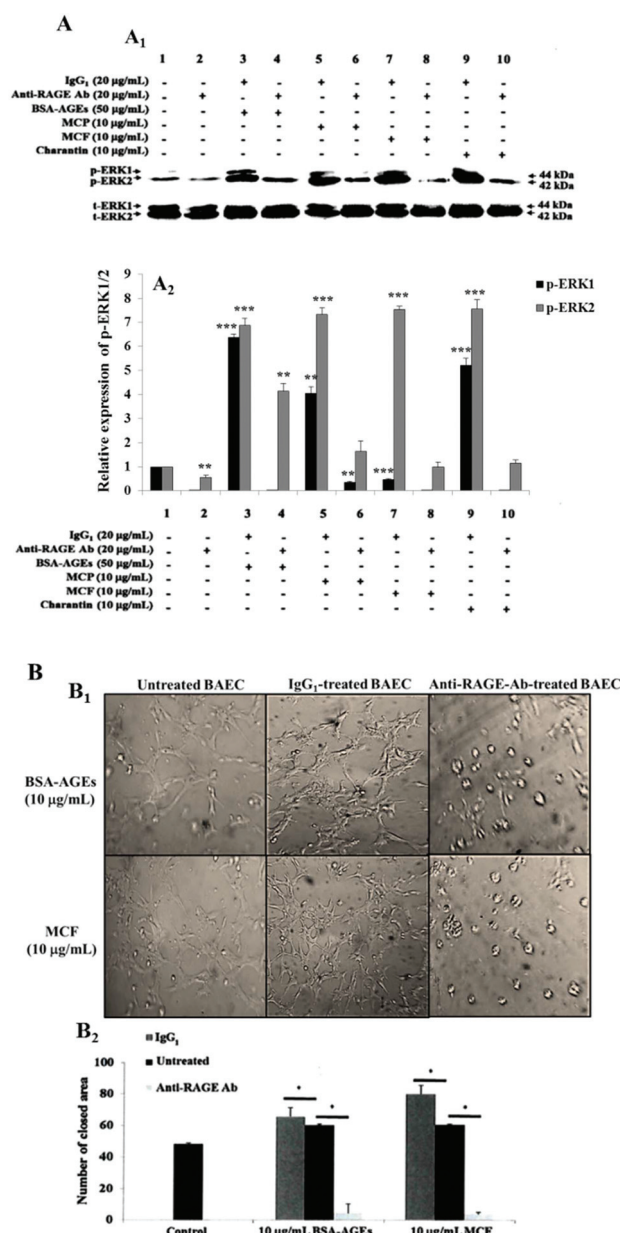 A
A1
1 2 3 4 5 6 7 8 9 10
IgG1 (20 µg/mL) - - + - + - + - + -
Anti-RAGE Ab (20 µg/mL) - + - + - + - + - +
BSA-AGEs (50 µg/mL) - - + + - - - - - -
MCP (10 µg/mL) - - - - + + - - - -
MCF (10 µg/mL) - - - - - - + + - -
Charantin (10 µg/mL) - - - - - - - - + +
p-ERK1 44 kDa
p-ERK2 42 kDa
t-ERK1 44 kDa
t-ERK2 42 kDa
A2
p-ERK1
p-ERK2
Relative expression of p-ERK1/2
9
8
7
6
5
4
3
2
1
0
** *** *** ** ** *** ** *** *** *** ***
1 2 3 4 5 6 7 8 9 10
IgG1 (20 µg/mL) - - + - + - + - + -
Anti-RAGE Ab (20 µg/mL) - + - + - + - + - +
BSA-AGEs (50 µg/mL) - - + + - - - - - -
MCP (10 µg/mL) - - - - + + - - - -
MCF (10 µg/mL) - - - - - - + + - -
Charantin (10 µg/mL) - - - - - - - - + +
B
B1
Untreated BAEC IgG1-treated BAEC Anti-RAGE-Ab-treated BAEC
BSA-AGEs
(10 µg/mL)
MCF
(10 µg/mL)
B2
IgG1
Untreated
Anti-RAGE Ab
Number of closed area
100
80
60
40
20
0
* * * *
Control 10 µg/mL BSA-AGEs 10 µg/mL MCF